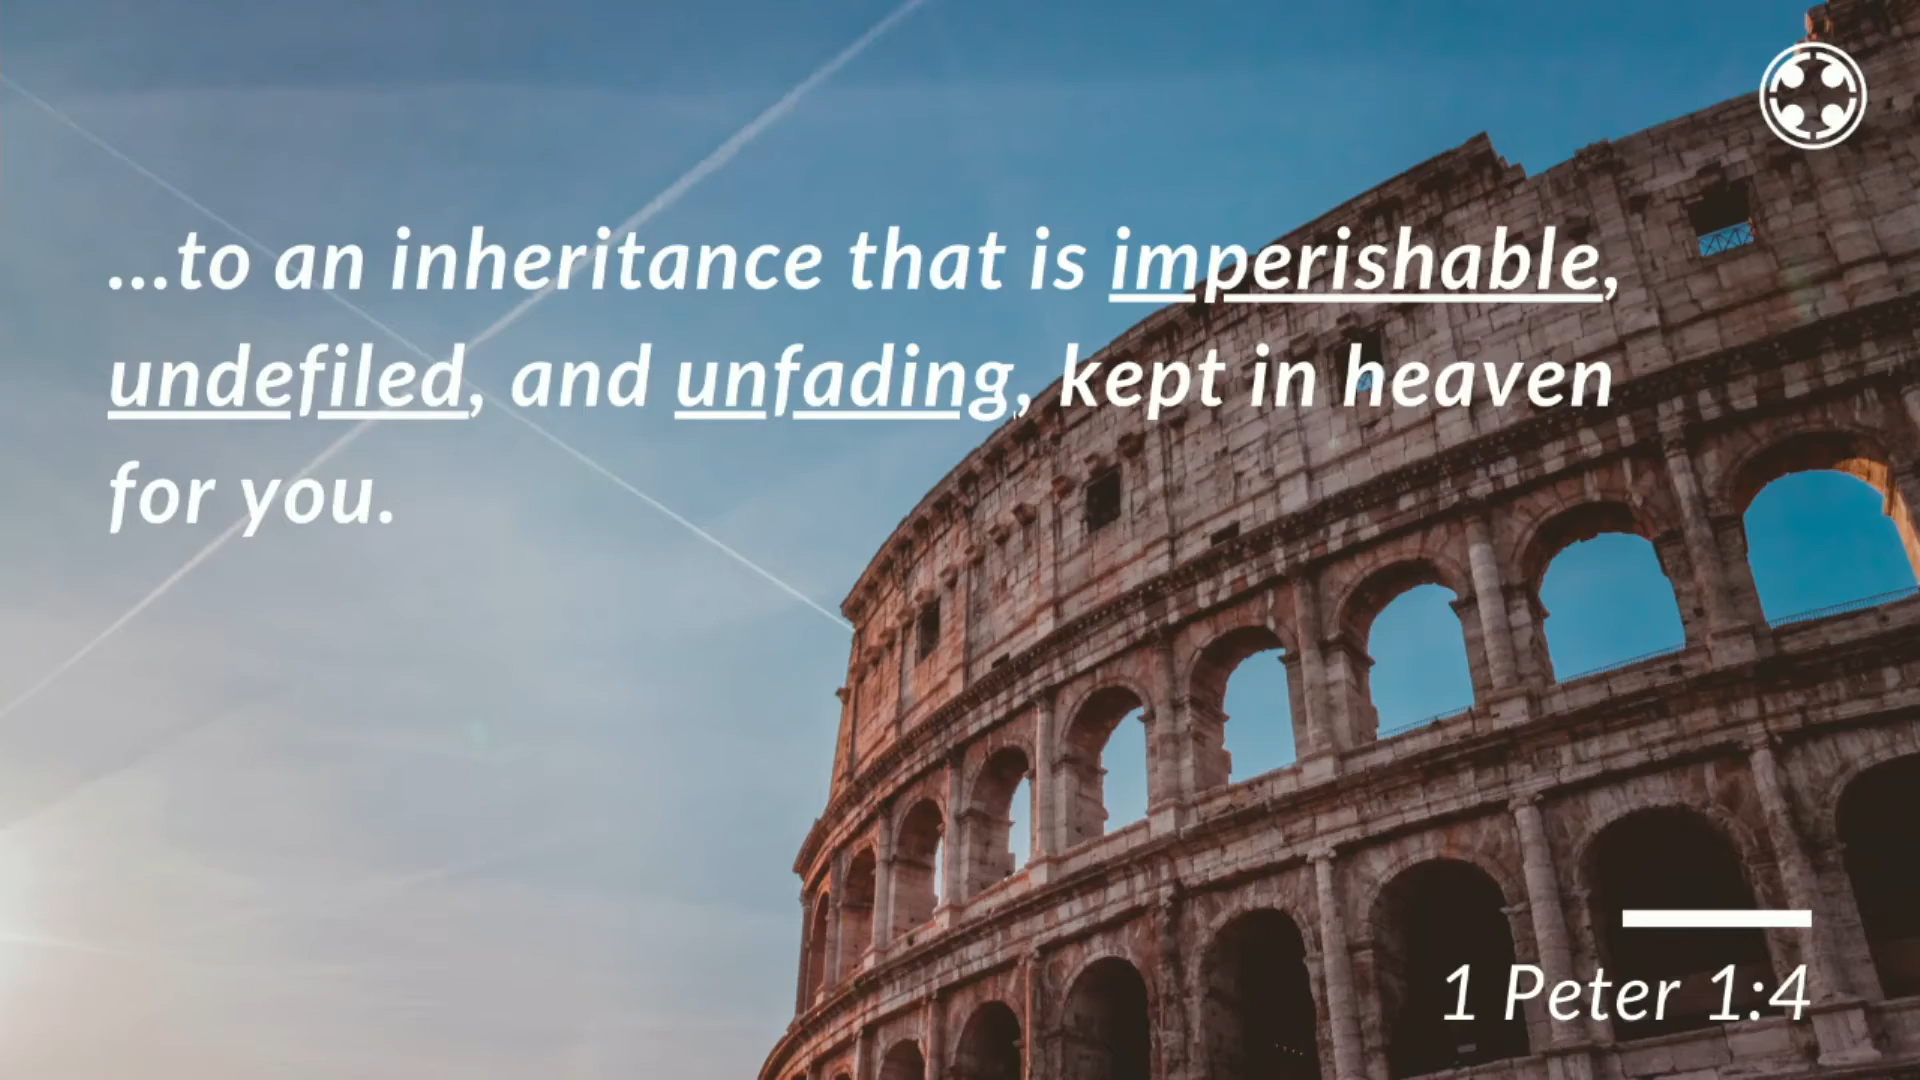 ...to an inheritance that is imperishable,
undefiled, and unfading, kept in heaven
for you.
1 Peter 1:4